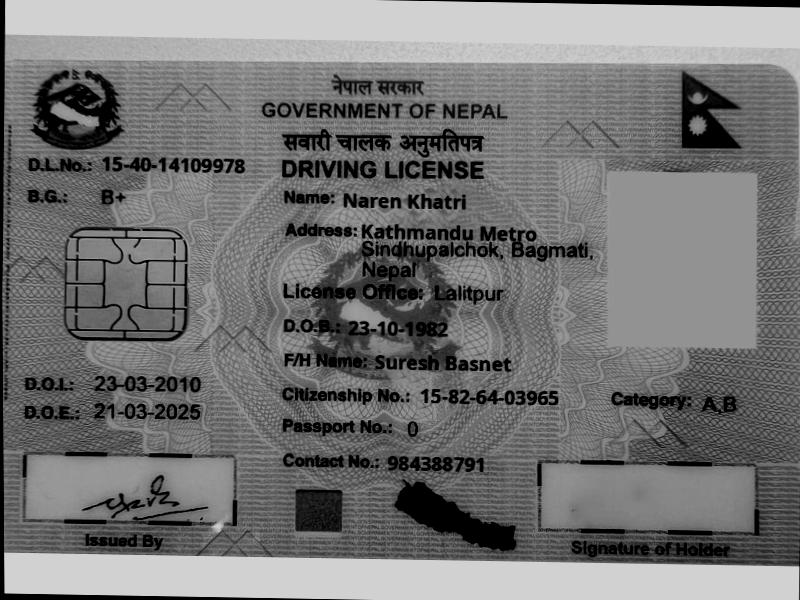 नेपाल सरकार
GOVERNMENT OF NEPAL
सवारी चालक अनुमतिपत्र
DRIVING LICENSE
D.L.No.: 15-40-14109978
B.G.: B+
Name: Naren Khatri
Address: Kathmandu Metro
Sindhupalchok, Bagmati,
Nepal
License Office: Lalitpur
D.O.B.: 23-10-1982
F/H Name: Suresh Basnet
D.O.I.: 23-03-2010
Citizenship No.: 15-82-64-03965
Category: A,B
D.O.E.: 21-03-2025
Passport No.: 0
Contact No.: 984388791
Issued By
Signature of Holder